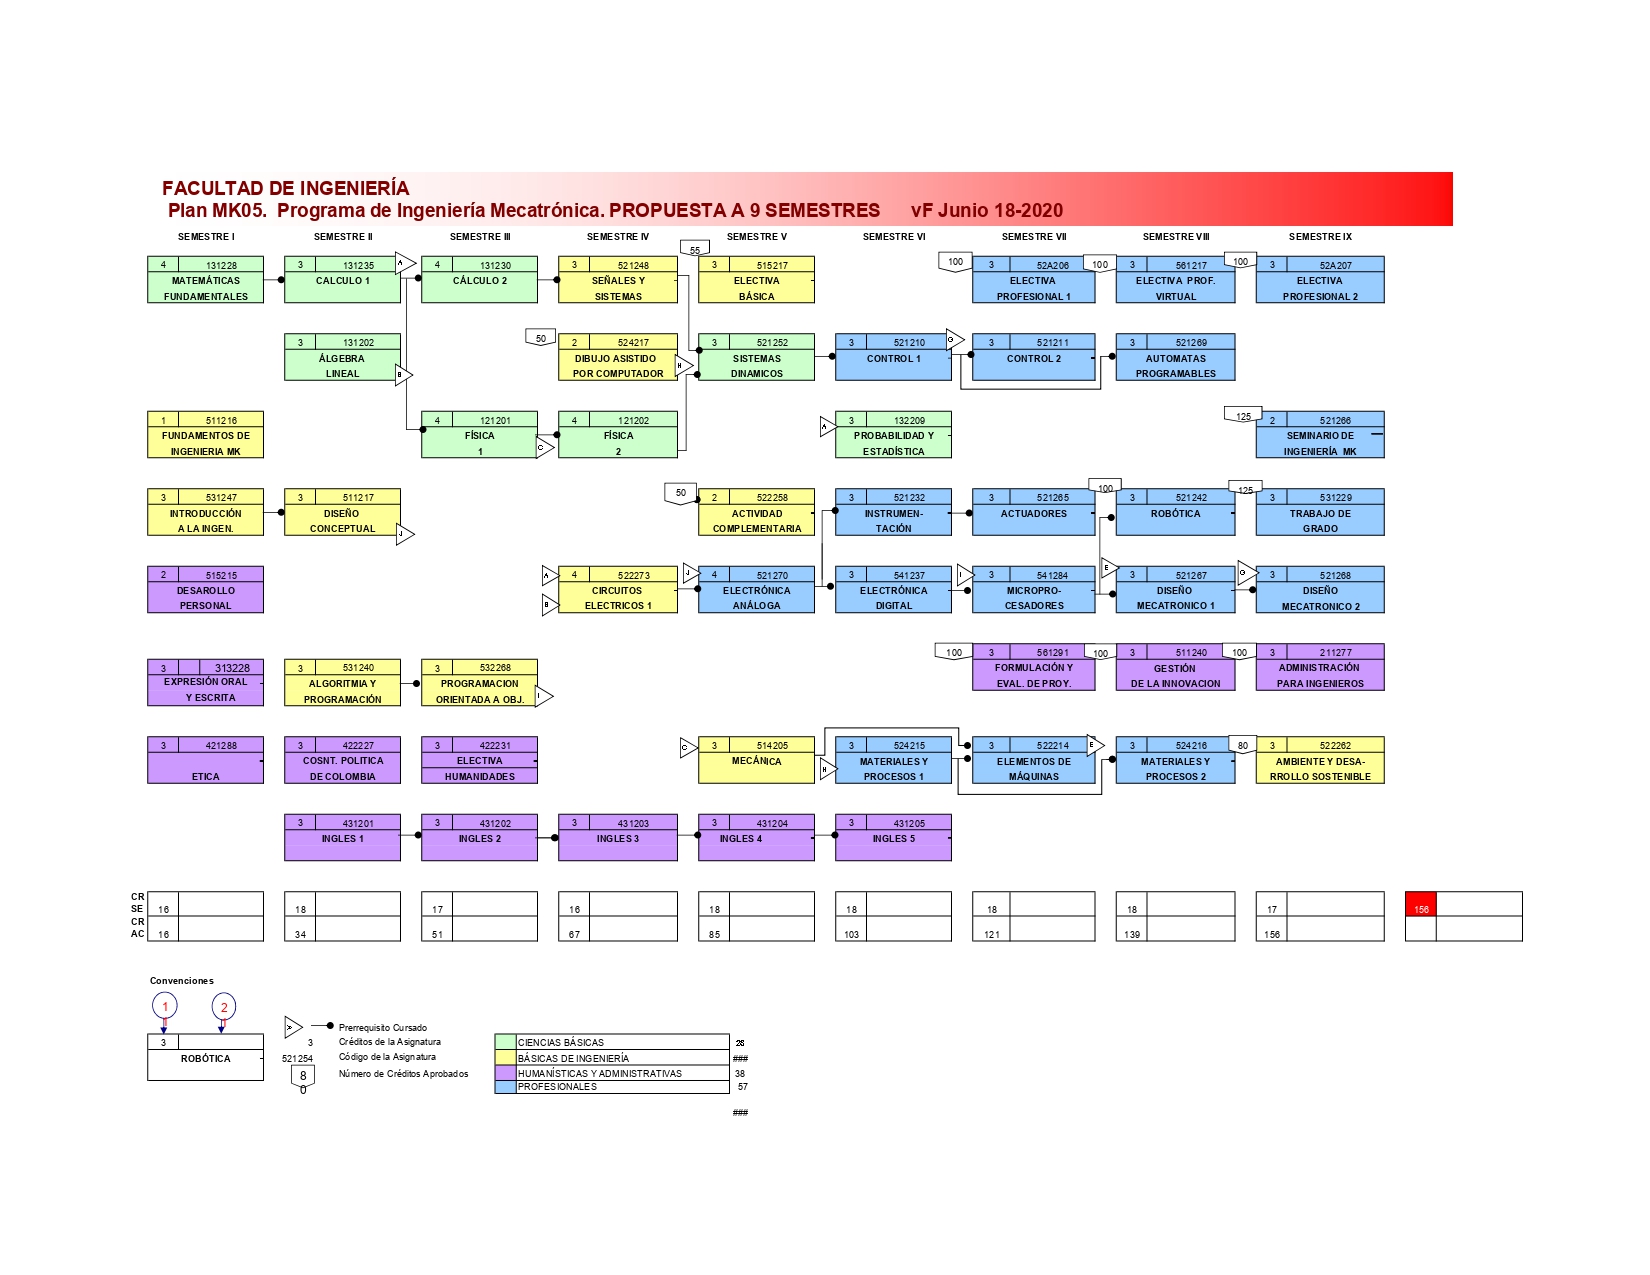 FACULTAD DE INGENIERÍA
Plan MK05. Programa de Ingeniería Mecatrónica. PROPUESTA A 9 SEMESTRES vF Junio 18-2020
SEMESTRE I SEMESTRE II SEMESTRE III SEMESTRE IV SEMESTRE V SEMESTRE VI SEMESTRE VII SEMESTRE VIII SEMESTRE IX
55
4 131228 3 131235 A 4 131230 3 521248 3 515217 100 3 52A206 100 3 561217 100 3 52A207
MATEMÁTICAS CALCULO 1 CÁLCULO 2 SEÑALES Y ELECTIVA ELECTIVA ELECTIVA PROF. ELECTIVA
FUNDAMENTALES SISTEMAS BÁSICA PROFESIONAL 1 VIRTUAL PROFESIONAL 2
3 131202 50 2 524217 3 521252 3 521210 G 3 521211 3 521269
ÁLGEBRA DIBUJO ASISTIDO SISTEMAS CONTROL 1 CONTROL 2 AUTOMATAS
LINEAL B POR COMPUTADOR H DINAMICOS PROGRAMABLES
1 511216 4 121201 4 121202 A 3 132209 125 2 521266
FUNDAMENTOS DE FÍSICA FÍSICA PROBABILIDAD Y SEMINARIO DE
INGENIERIA MK 1 C 2 ESTADÍSTICA INGENIERÍA MK
3 531247 3 511217 50 2 522258 3 521232 3 521265 100 3 521242 125 3 531229
INTRODUCCIÓN DISEÑO ACTIVIDAD INSTRUMEN- ACTUADORES ROBÓTICA TRABAJO DE
A LA INGEN. CONCEPTUAL J COMPLEMENTARIA TACIÓN GRADO
2 515215 A 4 522273 J 4 521270 3 541237 I 3 541284 E 3 521267 G 3 521268
DESAROLLO CIRCUITOS ELECTRÓNICA ELECTRÓNICA MICROPRO- DISEÑO DISEÑO
PERSONAL B ELECTRICOS 1 ANÁLOGA DIGITAL CESADORES MECATRONICO 1 MECATRONICO 2
3 313228 3 531240 3 532268 100 3 561291 100 3 511240 100 3 211277
EXPRESIÓN ORAL ALGORITMIA Y PROGRAMACION FORMULACIÓN Y GESTIÓN ADMINISTRACIÓN
Y ESCRITA PROGRAMACIÓN ORIENTADA A OBJ. I EVAL. DE PROY. DE LA INNOVACION PARA INGENIEROS
3 421288 3 422227 3 422231 C 3 514205 3 524215 3 522214 E 3 524216 80 3 522262
COSNT. POLITICA ELECTIVA MECÁNICA H MATERIALES Y ELEMENTOS DE MATERIALES Y AMBIENTE Y DESA-
ETICA DE COLOMBIA HUMANIDADES PROCESOS 1 MÁQUINAS PROCESOS 2 RROLLO SOSTENIBLE
3 431201 3 431202 3 431203 3 431204 3 431205
INGLES 1 INGLES 2 INGLES 3 INGLES 4 INGLES 5
CR
SE 16 18 17 16 18 18 18 18 17 156
CR
AC 16 34 51 67 85 103 121 139 156
Convenciones
1 2
A Prerrequisito Cursado
3 3 Créditos de la Asignatura CIENCIAS BÁSICAS
ROBÓTICA 521254 Código de la Asignatura BÁSICAS DE INGENIERÍA ###
8 Número de Créditos Aprobados HUMANÍSTICAS Y ADMINISTRATIVAS 38
0 PROFESIONALES 57
###